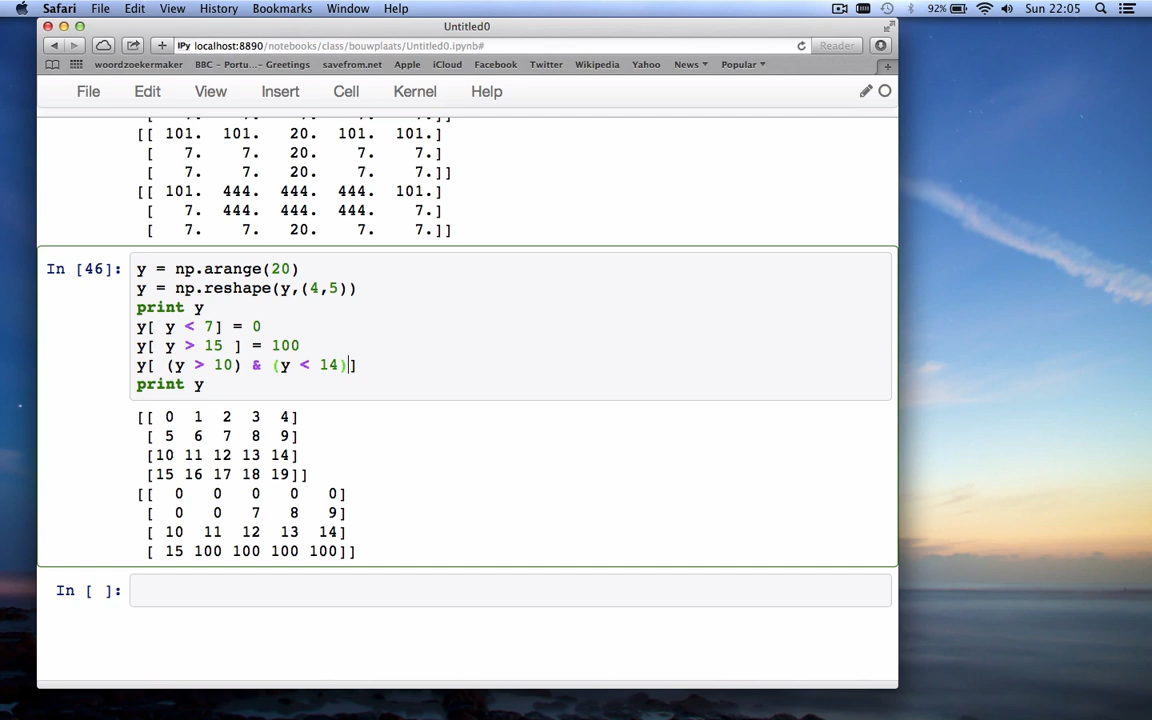 Safari File Edit View History Bookmarks Window Help 92% Sun 22:05
Untitled0
IPy localhost:8890/notebooks/class/bouwplaats/Untitled0.ipynb# Reader
woordzoekermaker BBC – Portu...– Greetings savefrom.net Apple iCloud Facebook Twitter Wikipedia Yahoo News Popular
File Edit View Insert Cell Kernel Help
[[ 101. 101. 20. 101. 101.]
[ 7. 7. 20. 7. 7.]
[ 7. 7. 20. 7. 7.]]
[[ 101. 444. 444. 444. 101.]
[ 7. 444. 444. 444. 7.]
[ 7. 7. 20. 7. 7.]]
In [46]: y = np.arange(20)
y = np.reshape(y,(4,5))
print y
y[ y < 7] = 0
y[ y > 15 ] = 100
y[ (y > 10) & (y < 14)]
print y
[[ 0 1 2 3 4]
[ 5 6 7 8 9]
[10 11 12 13 14]
[15 16 17 18 19]]
[[ 0 0 0 0 0]
[ 0 0 7 8 9]
[ 10 11 12 13 14]
[ 15 100 100 100 100]]
In [ ]: